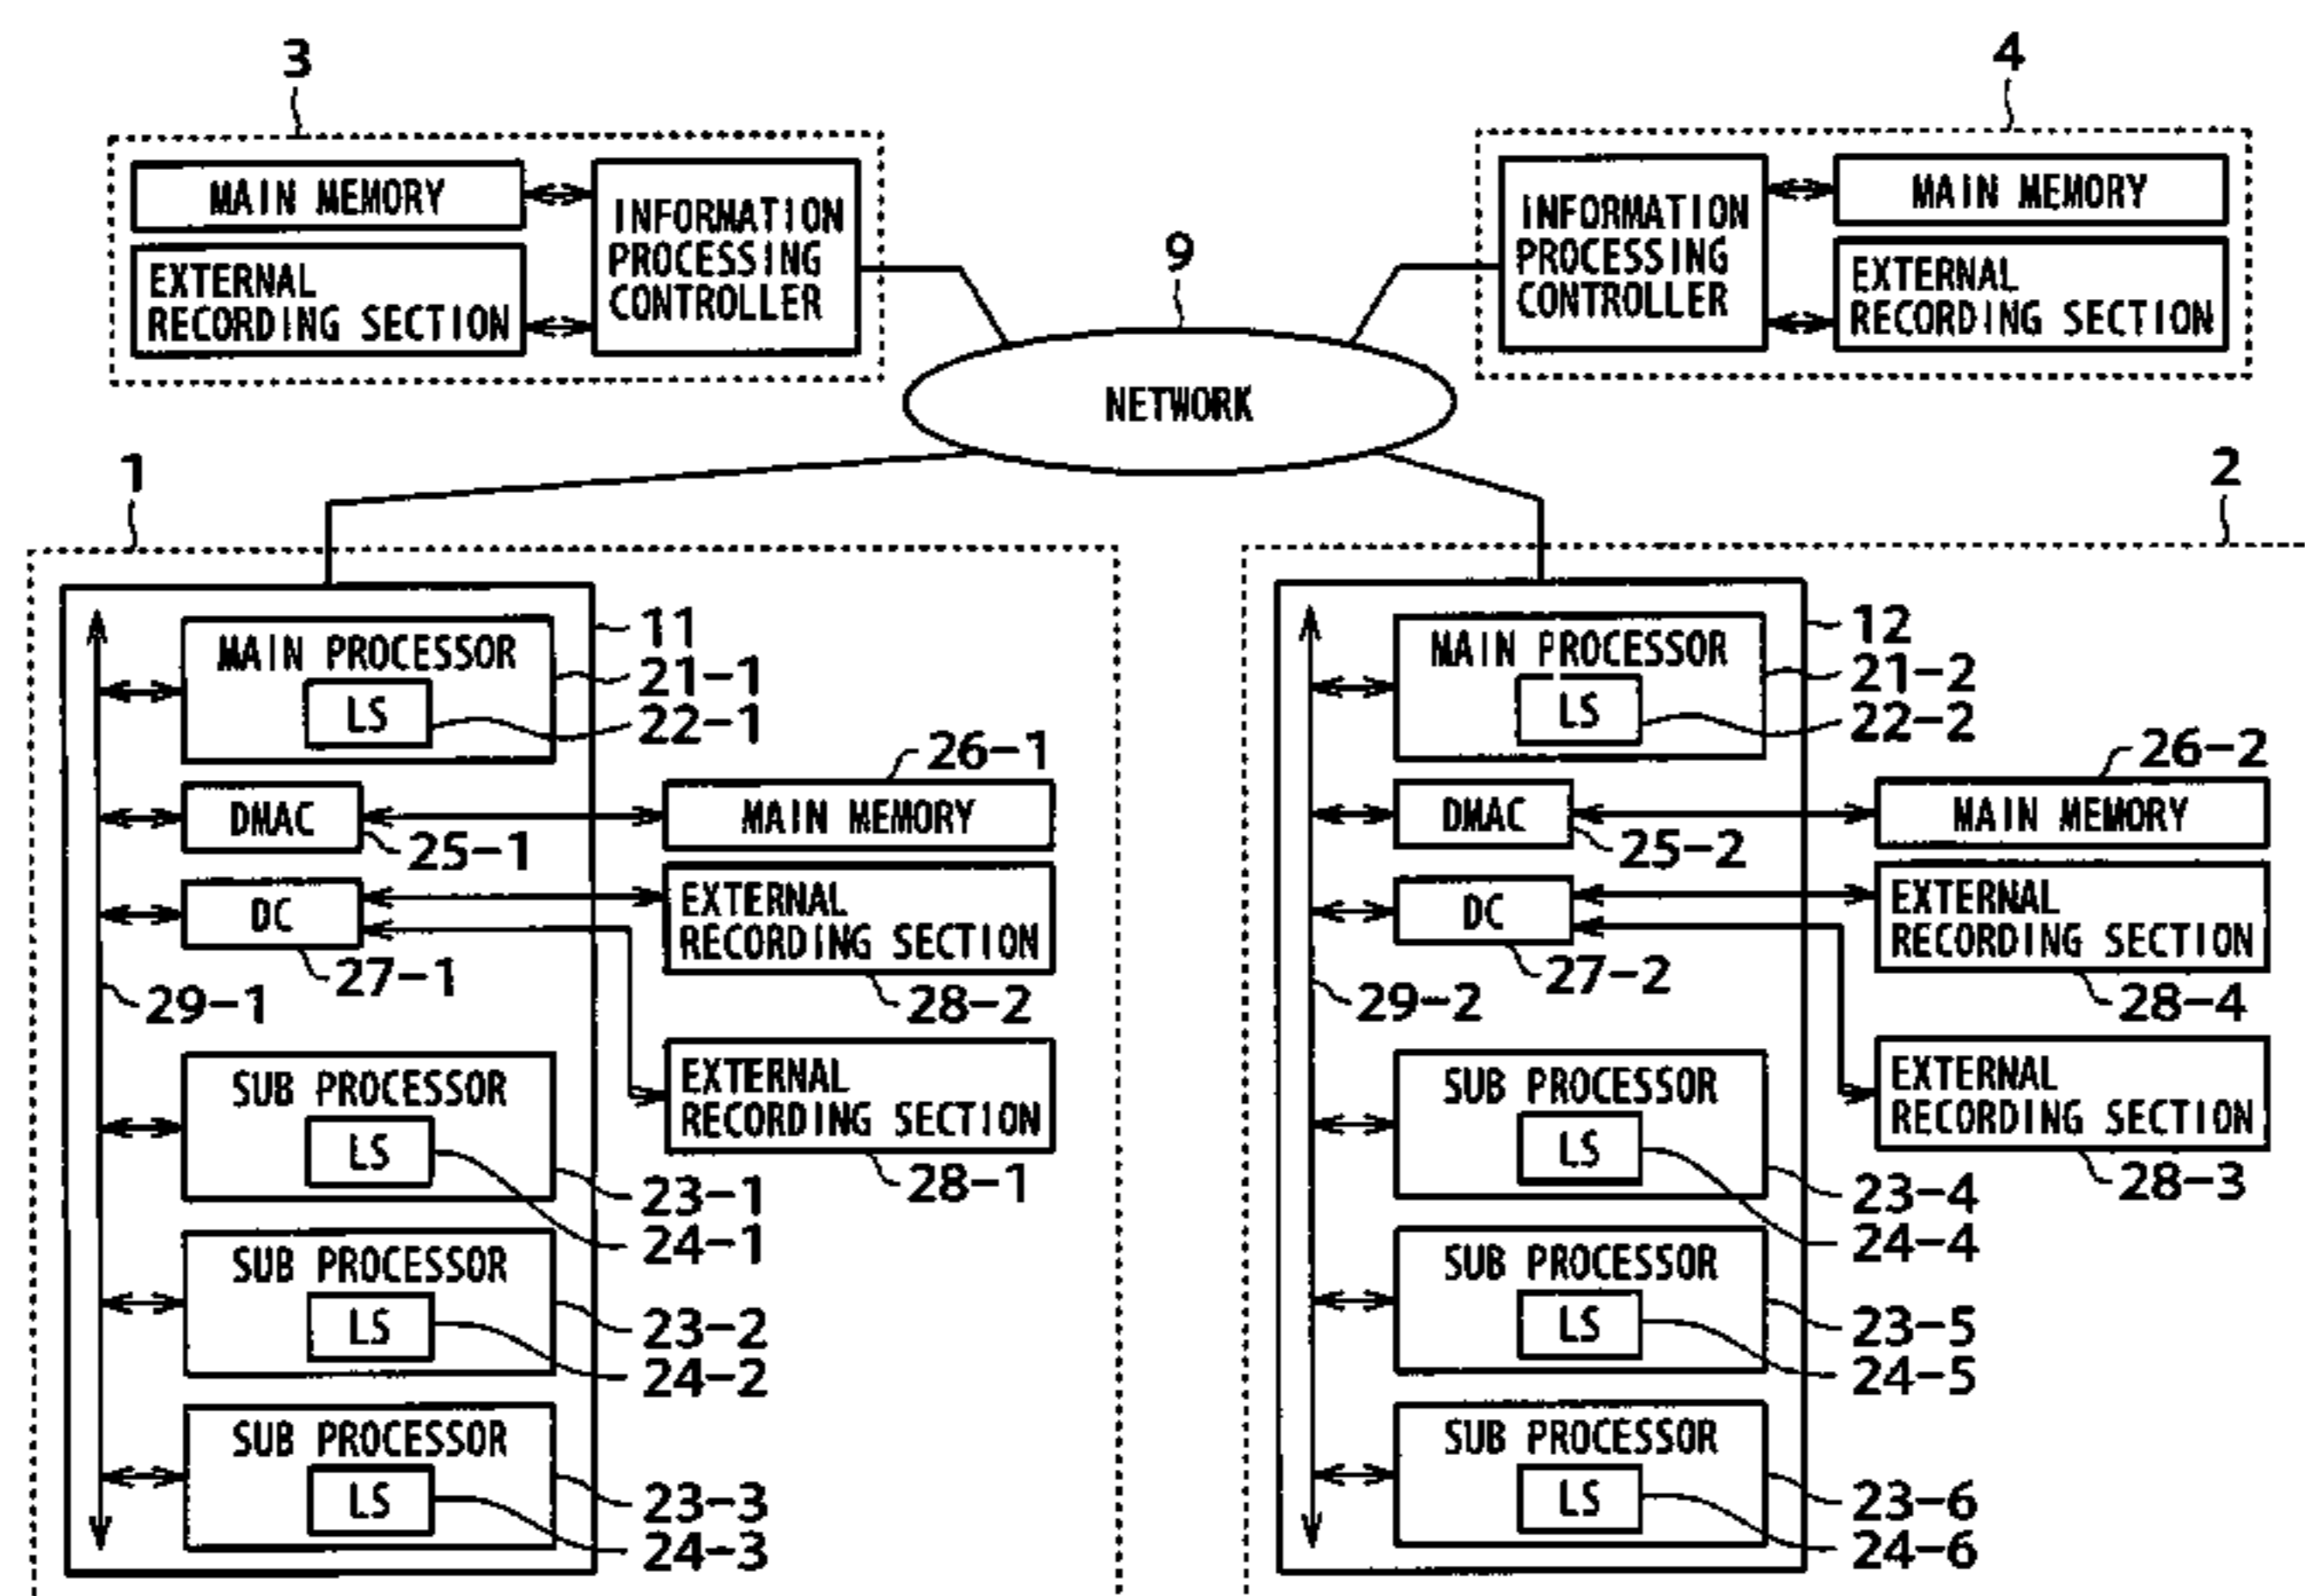 3
4
MAIN MEMORY
EXTERNAL
RECORDING SECTION
INFORMATION
PROCESSING
CONTROLLER
9
NETWORK
INFORMATION
PROCESSING
CONTROLLER
MAIN MEMORY
EXTERNAL
RECORDING SECTION
1
11
MAIN PROCESSOR
21-1
LS
22-1
26-1
DMAC
25-1
MAIN MEMORY
DC
27-1
EXTERNAL
RECORDING SECTION
28-2
29-1
EXTERNAL
RECORDING SECTION
28-1
SUB PROCESSOR
LS
23-1
24-1
SUB PROCESSOR
LS
23-2
24-2
SUB PROCESSOR
LS
23-3
24-3
2
12
MAIN PROCESSOR
21-2
LS
22-2
26-2
DMAC
25-2
MAIN MEMORY
DC
27-2
EXTERNAL
RECORDING SECTION
28-4
29-2
EXTERNAL
RECORDING SECTION
28-3
SUB PROCESSOR
LS
23-4
24-4
SUB PROCESSOR
LS
23-5
24-5
SUB PROCESSOR
LS
23-6
24-6